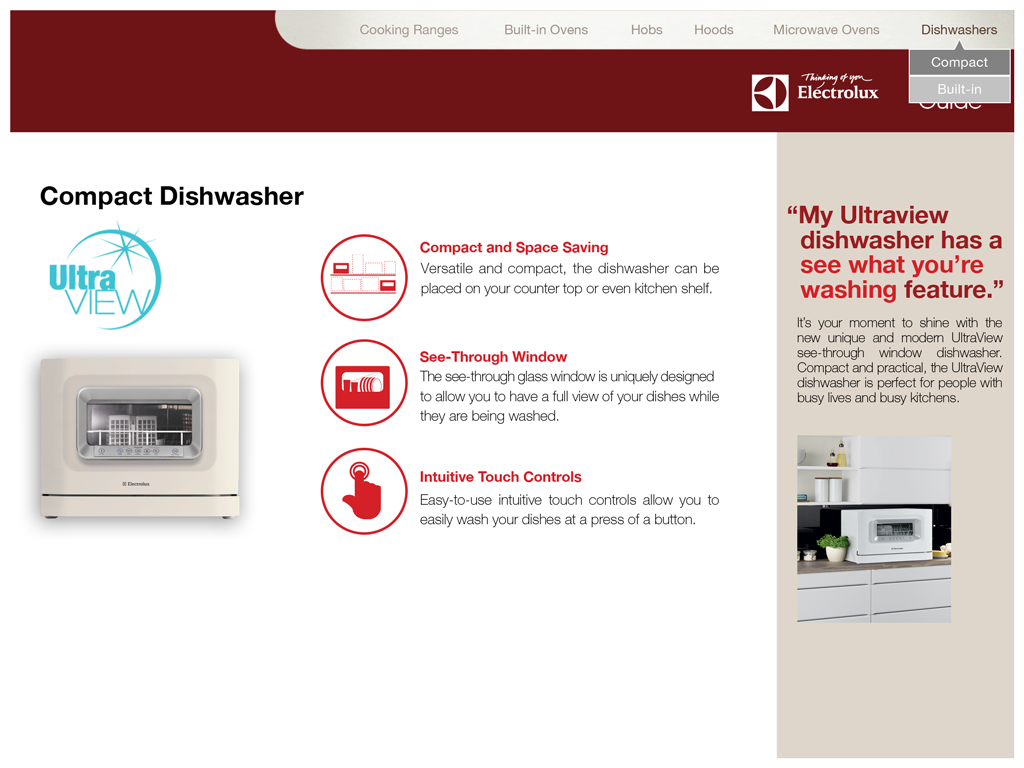 Cooking Ranges Built-in Ovens Hobs Hoods Microwave Ovens Dishwashers
Compact
Built-in
Thinking of you
Electrolux
Guide
Compact Dishwasher
Ultra
VIEW
Electrolux
Compact and Space Saving
Versatile and compact, the dishwasher can be
placed on your counter top or even kitchen shelf.
See-Through Window
The see-through glass window is uniquely designed
to allow you to have a full view of your dishes while
they are being washed.
Intuitive Touch Controls
Easy-to-use intuitive touch controls allow you to
easily wash your dishes at a press of a button.
“My Ultraview
dishwasher has a
see what you’re
washing feature.”
It’s your moment to shine with the
new unique and modern UltraView
see-through window dishwasher.
Compact and practical, the UltraView
dishwasher is perfect for people with
busy lives and busy kitchens.